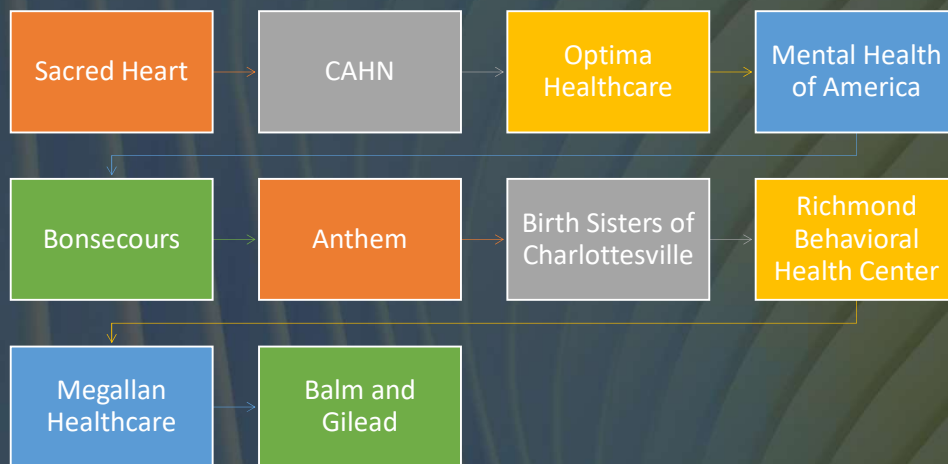 Sacred Heart
CAHN
Optima
Healthcare
Mental Health
of America
Bonsecours
Anthem
Birth Sisters of
Charlottesville
Richmond
Behavioral
Health Center
Megallan
Healthcare
Balm and
Gilead